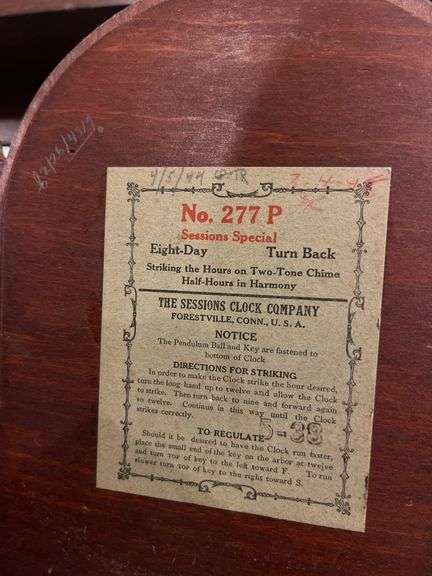 4/5/44
No. 277 P
Sessions Special
Eight-Day Turn Back
Striking the Hours on Two-Tone Chime
Half-Hours in Harmony
THE SESSIONS CLOCK COMPANY
FORESTVILLE, CONN., U. S. A.
NOTICE
The Pendulum Ball and Key are fastened to
bottom of Clock
DIRECTIONS FOR STRIKING
In order to make the Clock strike the hour desired,
turn the long hand up to twelve and allow the Clock
to strike. Then turn back to nine and forward again
to twelve. Continue in this way until the Clock
strikes correctly.
5-33
TO REGULATE
Should it be desired to have the Clock run faster,
place the small end of the key on the arbor at twelve
and turn top of key to the left toward F. To run
slower turn top of key to the right toward S.